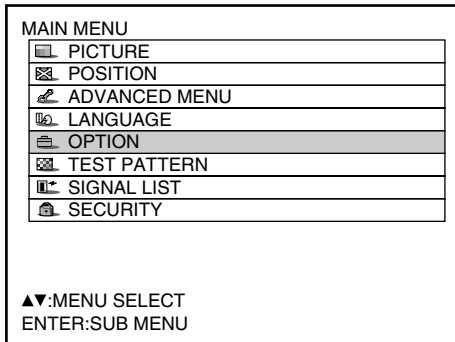 MAIN MENU
PICTURE
POSITION
ADVANCED MENU
LANGUAGE
OPTION
TEST PATTERN
SIGNAL LIST
SECURITY
▲▼:MENU SELECT
ENTER:SUB MENU